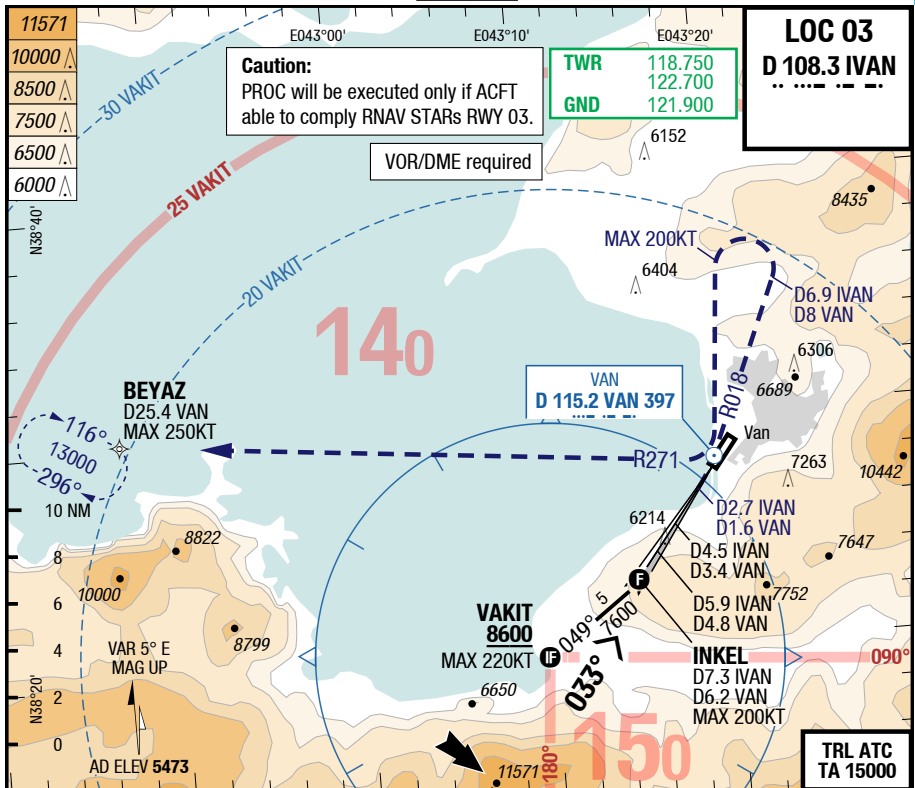 11571
10000
8500
7500
6500
6000
E043°00'
E043°10'
E043°20'
Caution:
PROC will be executed only if ACFT
able to comply RNAV STARs RWY 03.
TWR 118.750
122.700
GND 121.900
LOC 03
D 108.3 IVAN
VOR/DME required
30 VAKIT
25 VAKIT
20 VAKIT
N38°40'
6152
8435
MAX 200KT
6404
D6.9 IVAN
D8 VAN
140
6306
6689
BEYAZ
D25.4 VAN
MAX 250KT
VAN
D 115.2 VAN 397
R018
Van
116°
13000
296°
10 NM
R271
7263
10442
D2.7 IVAN
D1.6 VAN
6214
D4.5 IVAN
D3.4 VAN
7647
8822
10000
8
6
4
2
0
F
7752
D5.9 IVAN
D4.8 VAN
VAKIT
8600
MAX 220KT
IF
049°
5
7600
033°
8799
VAR 5° E
MAG UP
INKEL
D7.3 IVAN
D6.2 VAN
MAX 200KT
090°
N38°20'
6650
180°
150
11571
AD ELEV 5473
TRL ATC
TA 15000